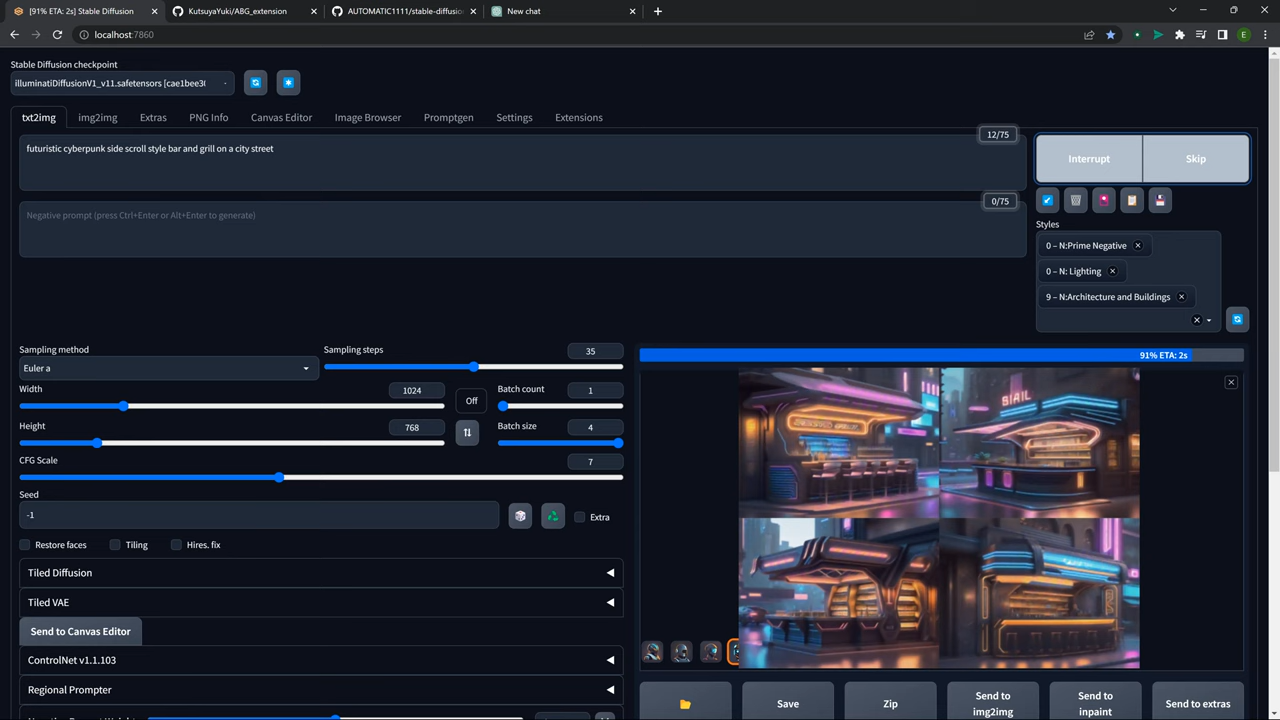 [91% ETA: 2s] Stable Diffusion
KutsuyaYuki/ABG_extension
AUTOMATIC1111/stable-diffusion
New chat
localhost:7860
E
Stable Diffusion checkpoint
illuminatiDiffusionV1_v11.safetensors [cae1bee30
txt2img
img2img
Extras
PNG Info
Canvas Editor
Image Browser
Promptgen
Settings
Extensions
12/75
futuristic cyberpunk side scroll style bar and grill on a city street
Interrupt
Skip
0/75
Negative prompt (press Ctrl+Enter or Alt+Enter to generate)
Styles
0 – N:Prime Negative
0 – N: Lighting
9 – N:Architecture and Buildings
Sampling method
Euler a
Sampling steps
35
91% ETA: 2s
Width
1024
Off
Batch count
1
Height
768
Batch size
4
CFG Scale
7
Seed
-1
Extra
Restore faces
Tiling
Hires. fix
Tiled Diffusion
Tiled VAE
Send to Canvas Editor
ControlNet v1.1.103
Regional Prompter
Save
Zip
Send to
img2img
Send to
inpaint
Send to extras